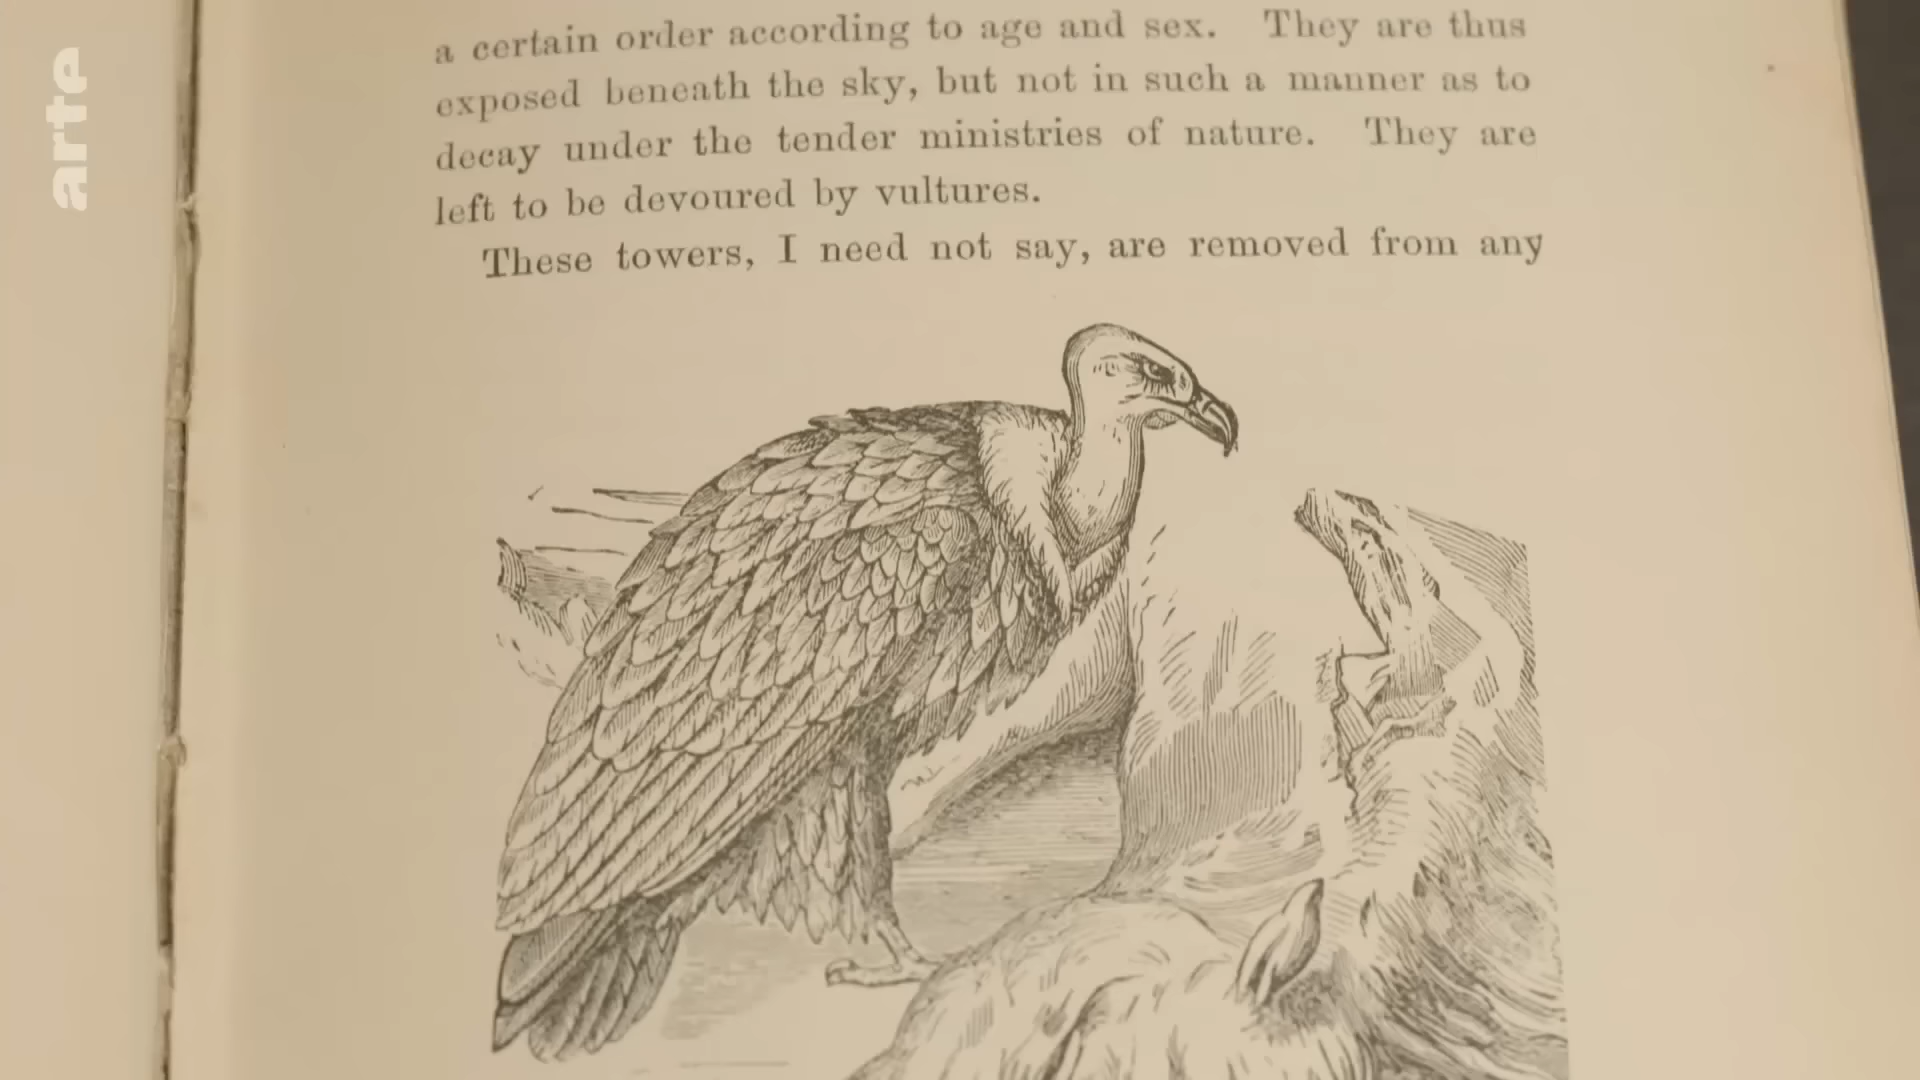 arte
a certain order according to age and sex. They are thus
exposed beneath the sky, but not in such a manner as to
decay under the tender ministries of nature. They are
left to be devoured by vultures.
These towers, I need not say, are removed from any